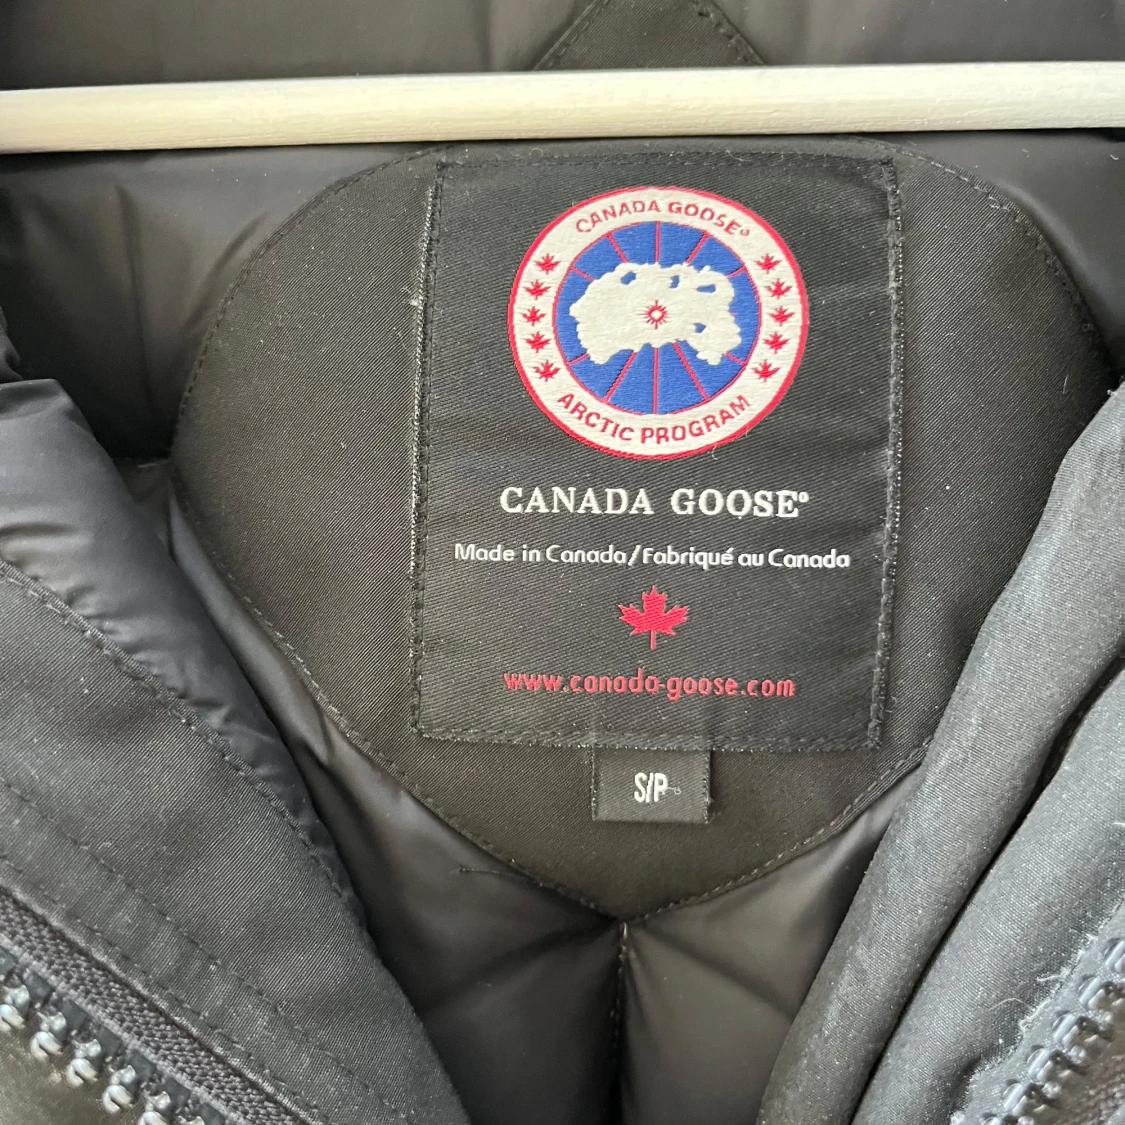 CANADA GOOSE®
ARCTIC PROGRAM
CANADA GOOSE®
Made in Canada/Fabriqué au Canada
www.canada-goose.com
S/P